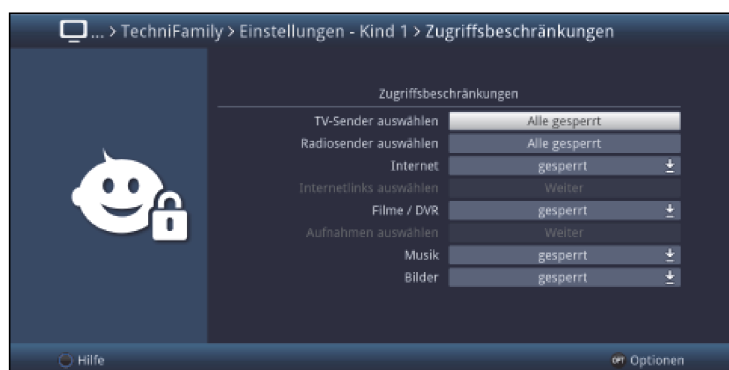 ... > TechniFamily > Einstellungen - Kind 1 > Zugriffsbeschränkungen
Zugriffsbeschränkungen
TV-Sender auswählen Alle gesperrt
Radiosender auswählen Alle gesperrt
Internet gesperrt
Internetlinks auswählen Weiter
Filme / DVR gesperrt
Aufnahmen auswählen Weiter
Musik gesperrt
Bilder gesperrt
Hilfe OPT Optionen